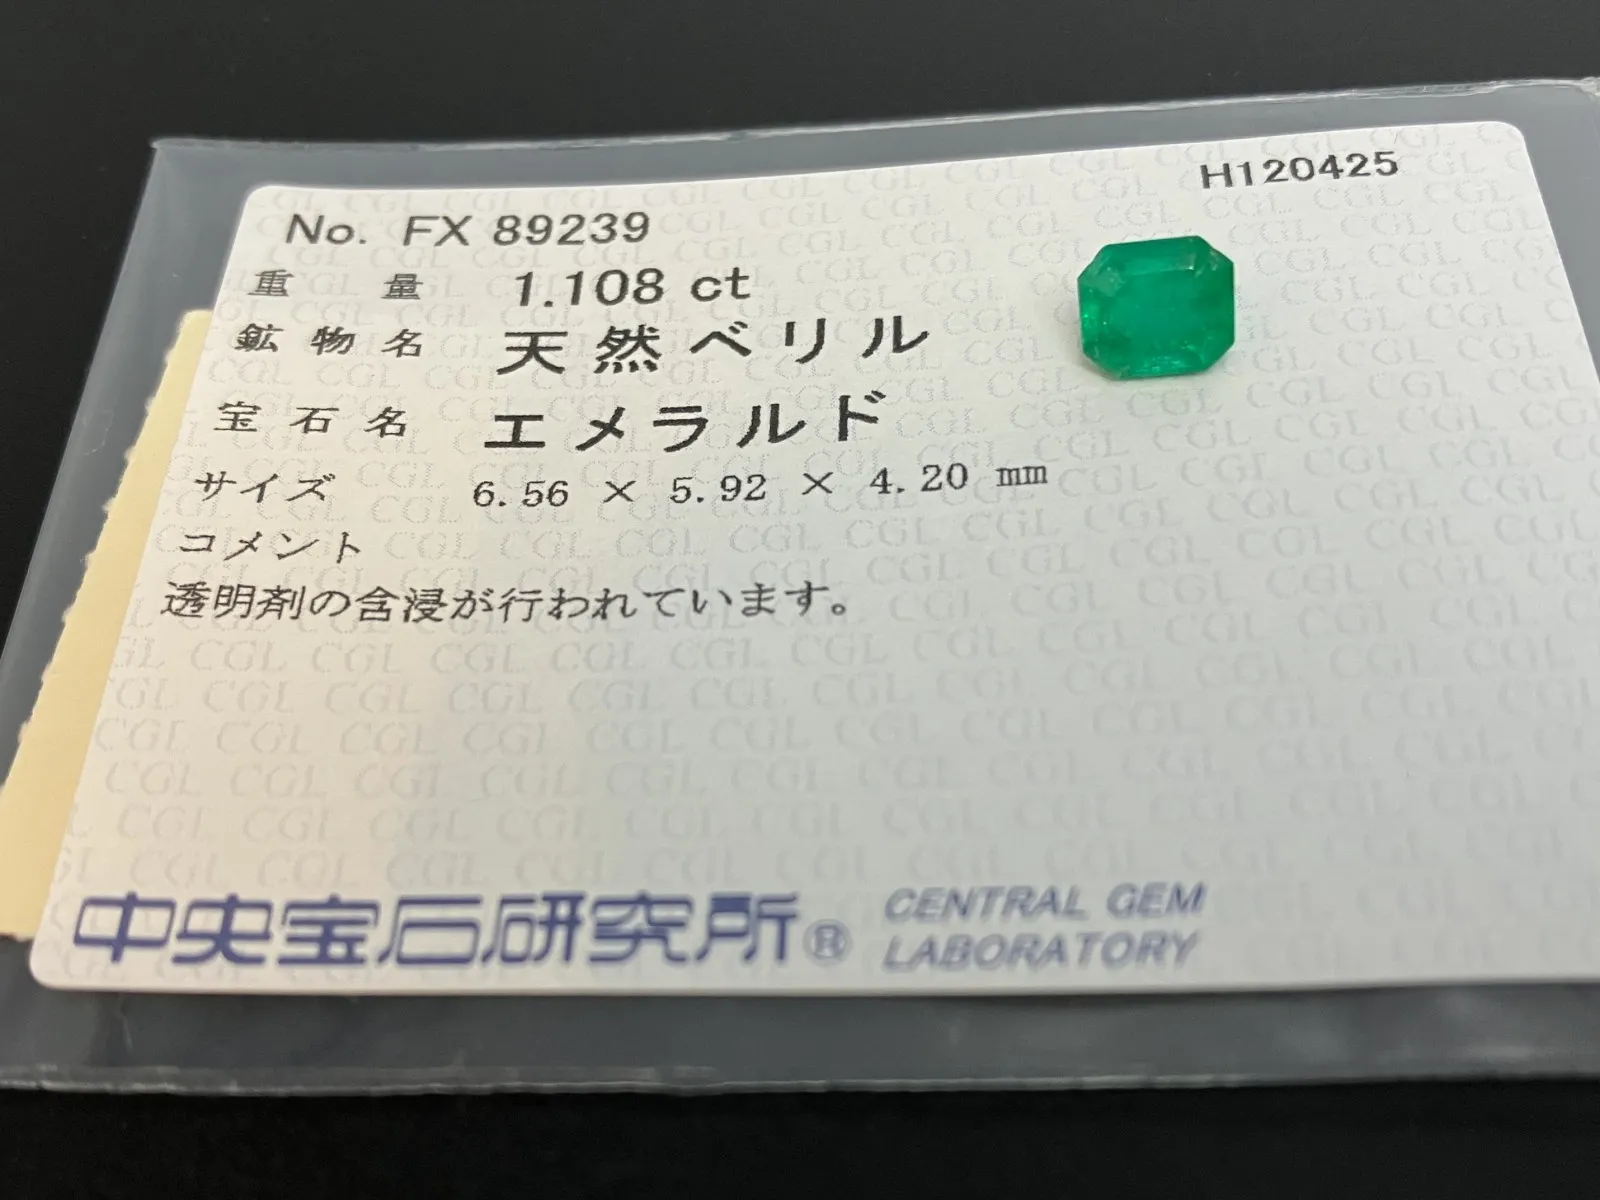 H120425
No. FX 89239
重量 1.108 ct
鉱物名 天然ベリル
宝石名 エメラルド
サイズ 6.56 × 5.92 × 4.20 mm
コメント
透明剤の含浸が行われています。
中央宝石研究所® CENTRAL GEM
LABORATORY